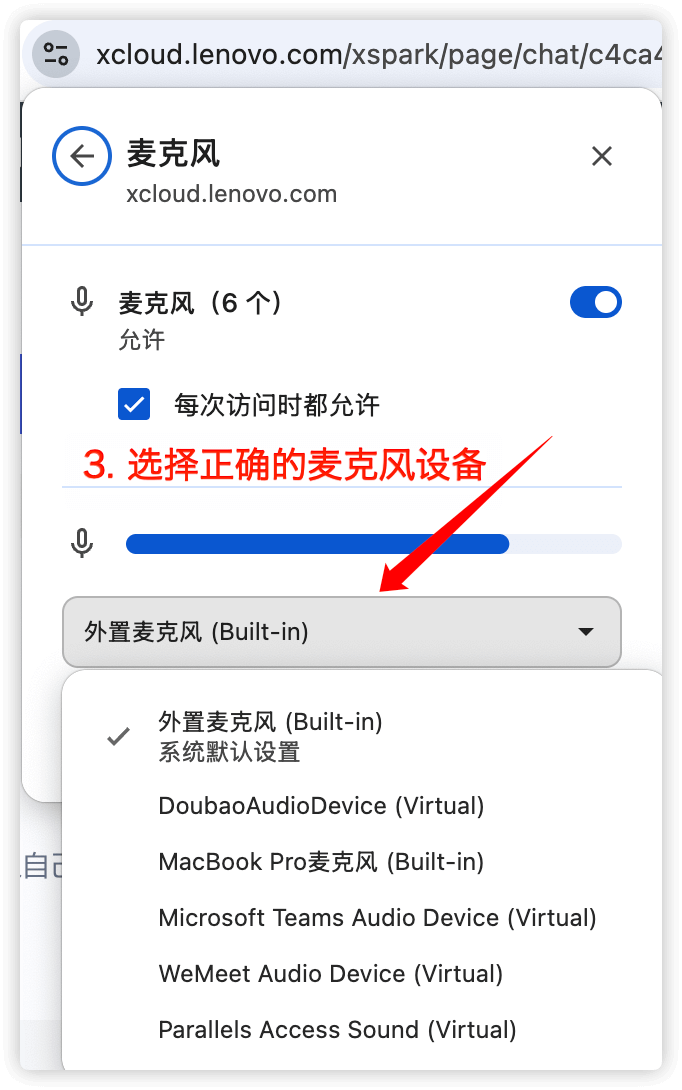 xcloud.lenovo.com/xspark/page/chat/c4ca4
麦克风
xcloud.lenovo.com
麦克风（6 个）
允许
每次访问时都允许
3. 选择正确的麦克风设备
外置麦克风 (Built-in)
外置麦克风 (Built-in)
系统默认设置
DoubaoAudioDevice (Virtual)
MacBook Pro麦克风 (Built-in)
自己
Microsoft Teams Audio Device (Virtual)
WeMeet Audio Device (Virtual)
Parallels Access Sound (Virtual)